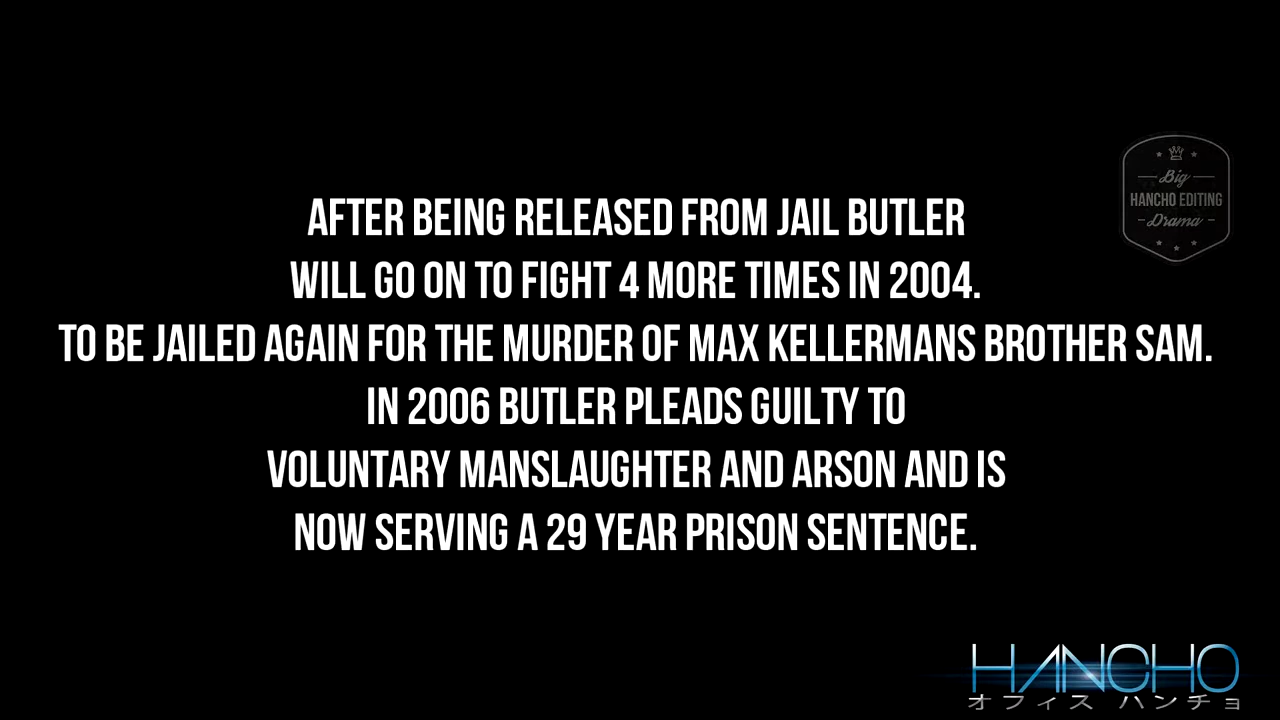 Big
HANCHO EDITING
Drama
AFTER BEING RELEASED FROM JAIL BUTLER
WILL GO ON TO FIGHT 4 MORE TIMES IN 2004.
TO BE JAILED AGAIN FOR THE MURDER OF MAX KELLERMANS BROTHER SAM.
IN 2006 BUTLER PLEADS GUILTY TO
VOLUNTARY MANSLAUGHTER AND ARSON AND IS
NOW SERVING A 29 YEAR PRISON SENTENCE.
HANCHO
オフィス ハンチョ